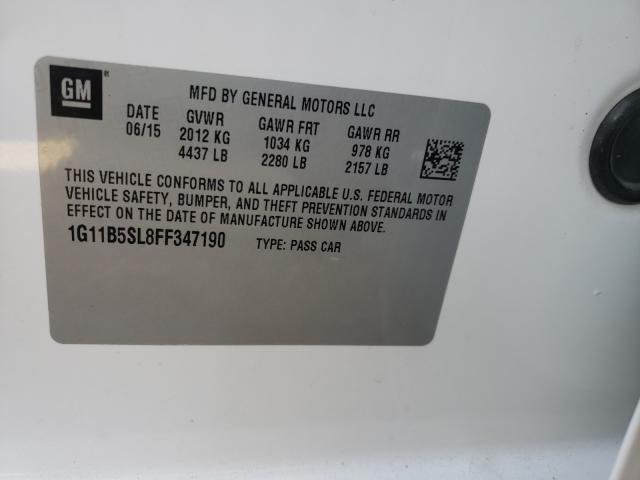 GM
MFD BY GENERAL MOTORS LLC
DATE GVWR GAWR FRT GAWR RR
06/15 2012 KG 1034 KG 978 KG
4437 LB 2280 LB 2157 LB
THIS VEHICLE CONFORMS TO ALL APPLICABLE U.S. FEDERAL MOTOR
VEHICLE SAFETY, BUMPER, AND THEFT PREVENTION STANDARDS IN
EFFECT ON THE DATE OF MANUFACTURE SHOWN ABOVE.
1G11B5SL8FF347190 TYPE: PASS CAR